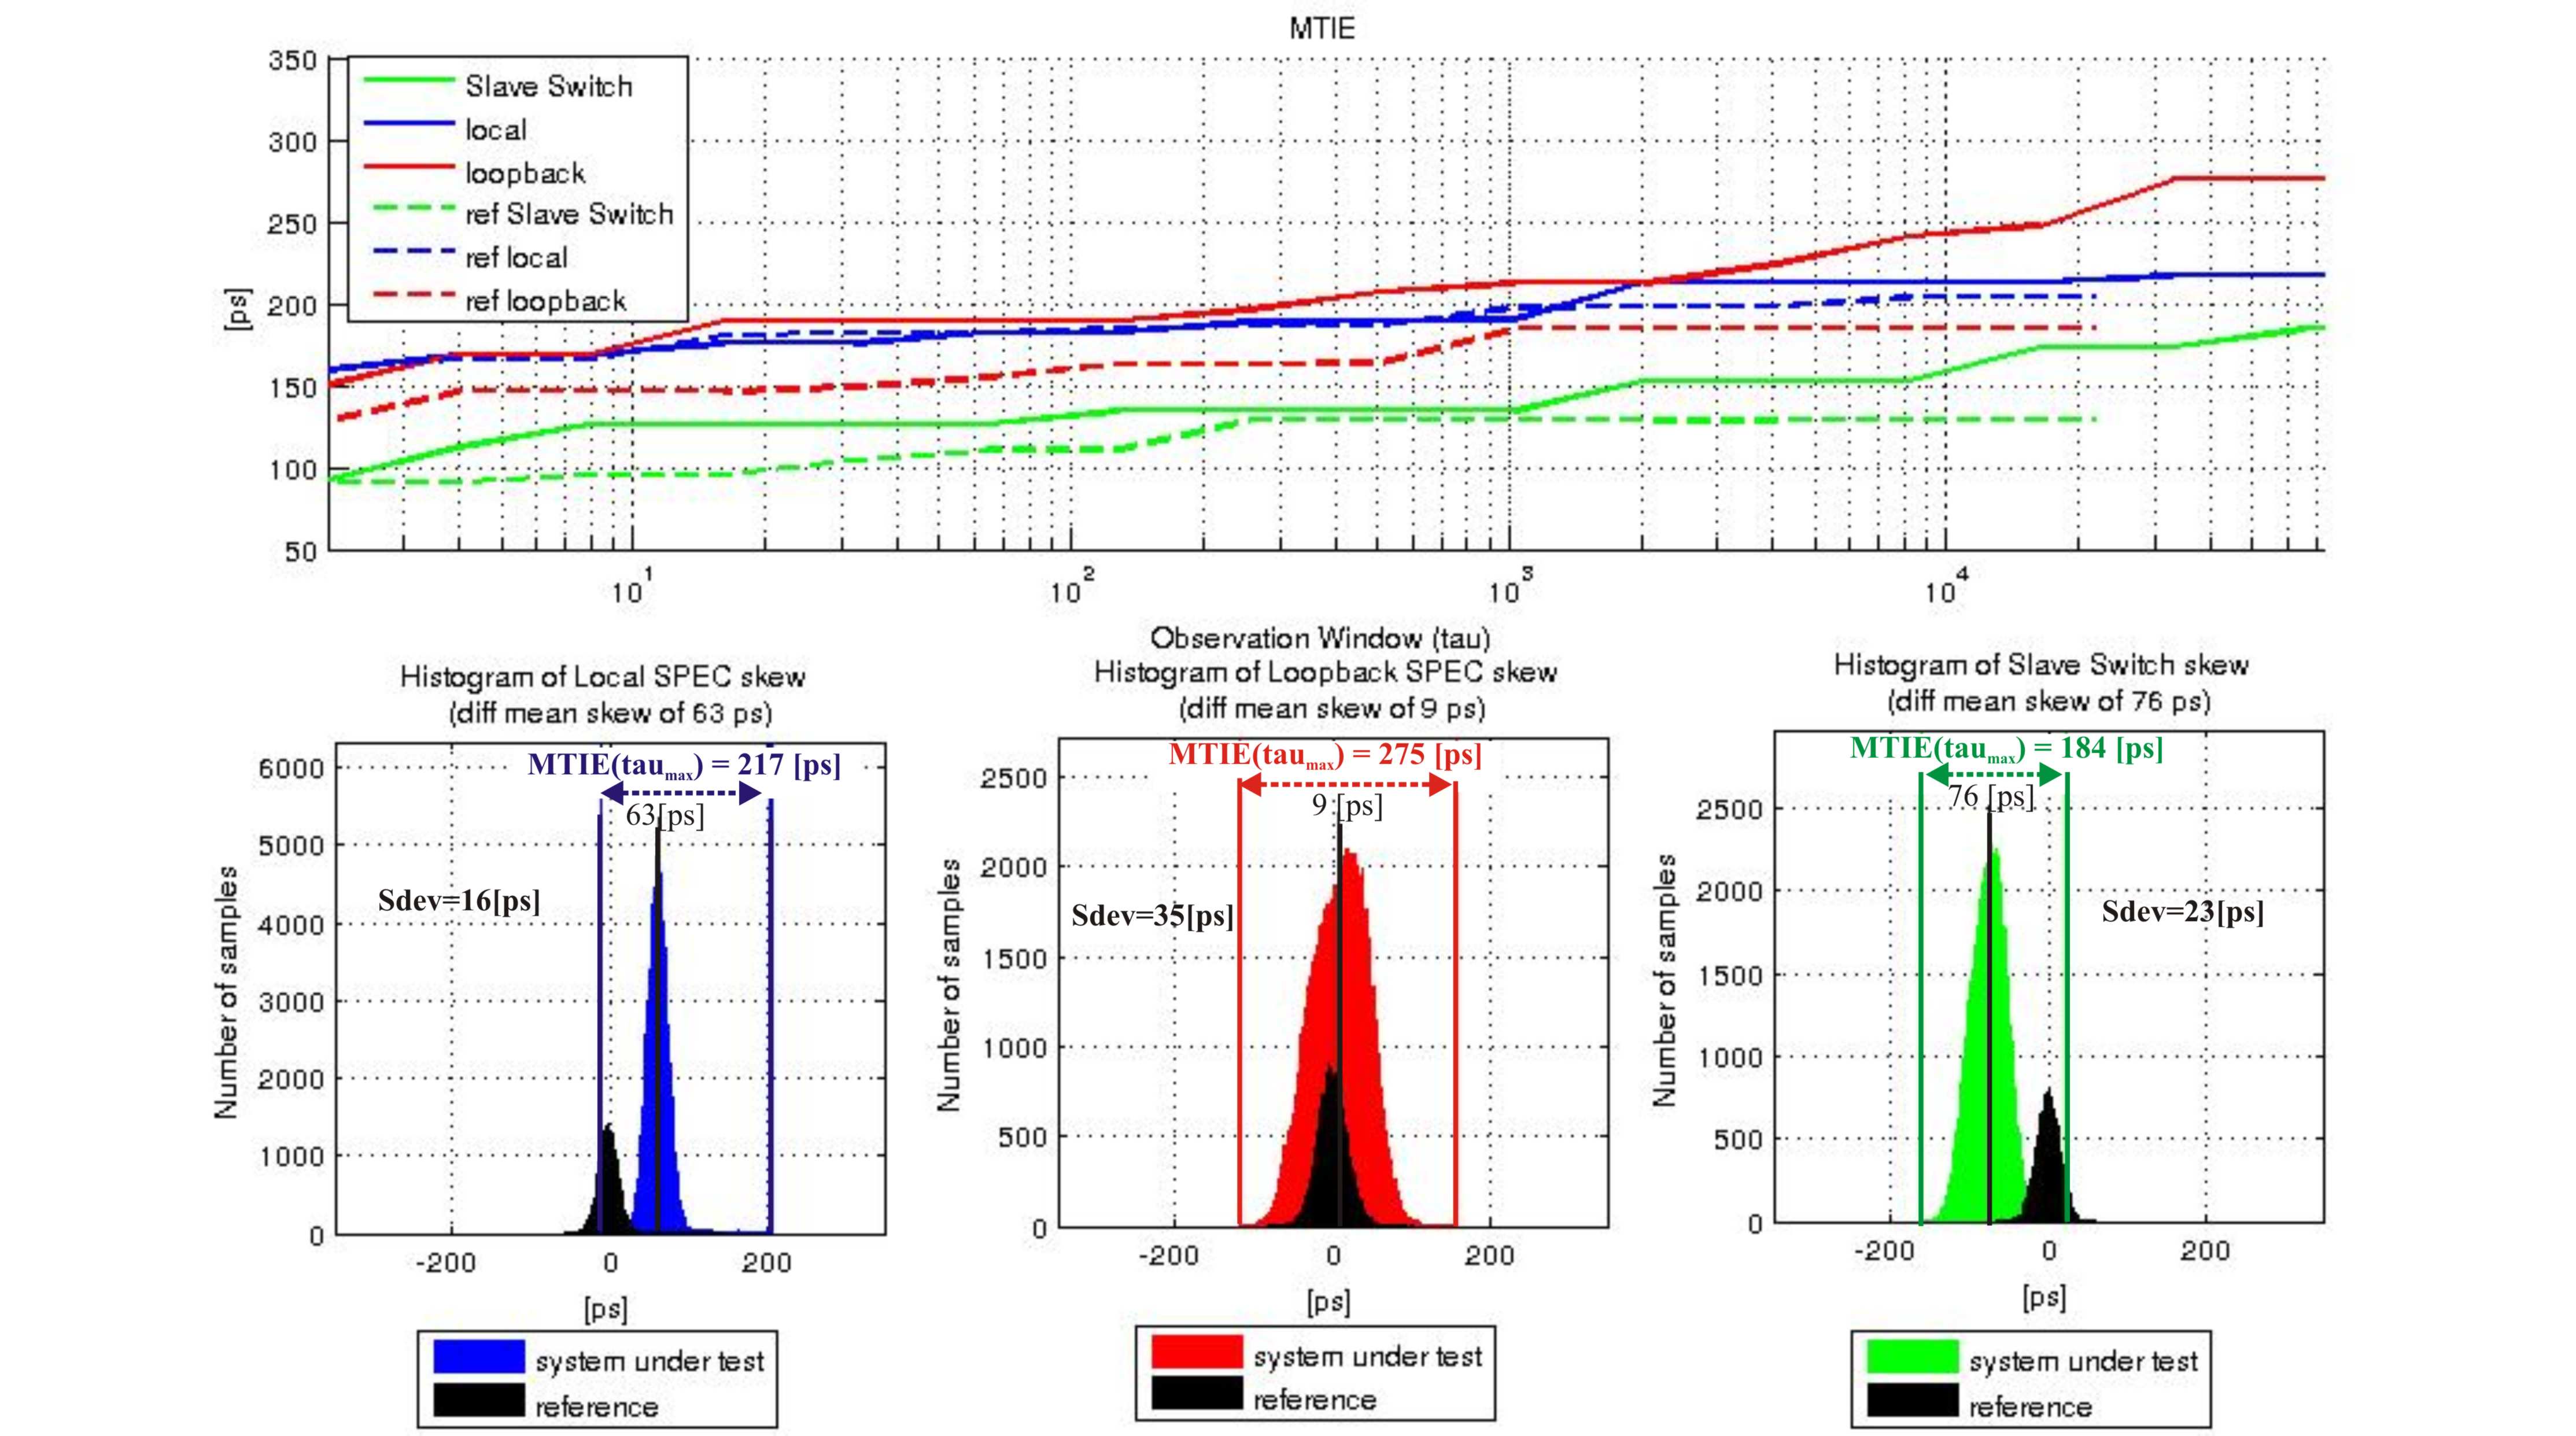 MTIE
350
300
250
200
150
100
50
[ps]
Slave Switch
local
loopback
ref Slave Switch
ref local
ref loopback
10^1
10^2
10^3
10^4
Observation Window (tau)
Histogram of Local SPEC skew
(diff mean skew of 63 ps)
MTIE(tau_max) = 217 [ps]
63[ps]
Sdev=16[ps]
Number of samples
6000
5000
4000
3000
2000
1000
0
-200
0
200
[ps]
system under test
reference
Histogram of Loopback SPEC skew
(diff mean skew of 9 ps)
MTIE(tau_max) = 275 [ps]
9 [ps]
Sdev=35[ps]
Number of samples
2500
2000
1500
1000
500
0
-200
0
200
[ps]
system under test
reference
Histogram of Slave Switch skew
(diff mean skew of 76 ps)
MTIE(tau_max) = 184 [ps]
76 [ps]
Sdev=23[ps]
Number of samples
2500
2000
1500
1000
500
0
-200
0
200
[ps]
system under test
reference